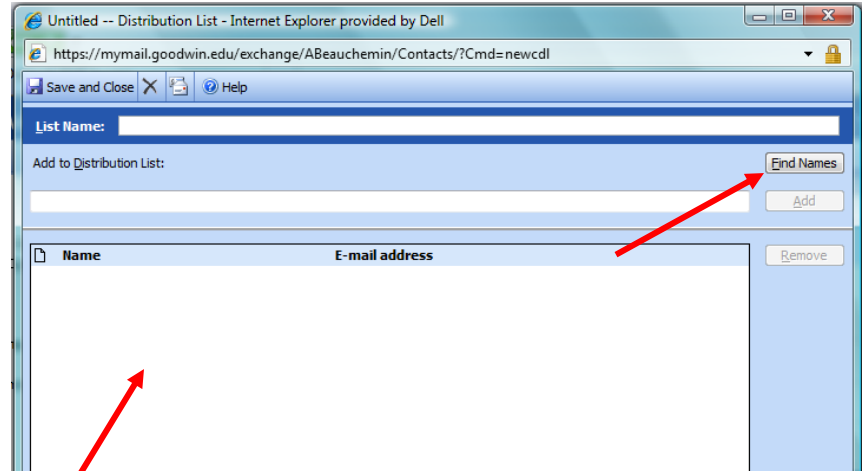 Untitled -- Distribution List - Internet Explorer provided by Dell
https://mymail.goodwin.edu/exchange/ABeauchemin/Contacts/?Cmd=newcdl
Save and Close Help
List Name:
Add to Distribution List: Find Names
Add
Name E-mail address Remove